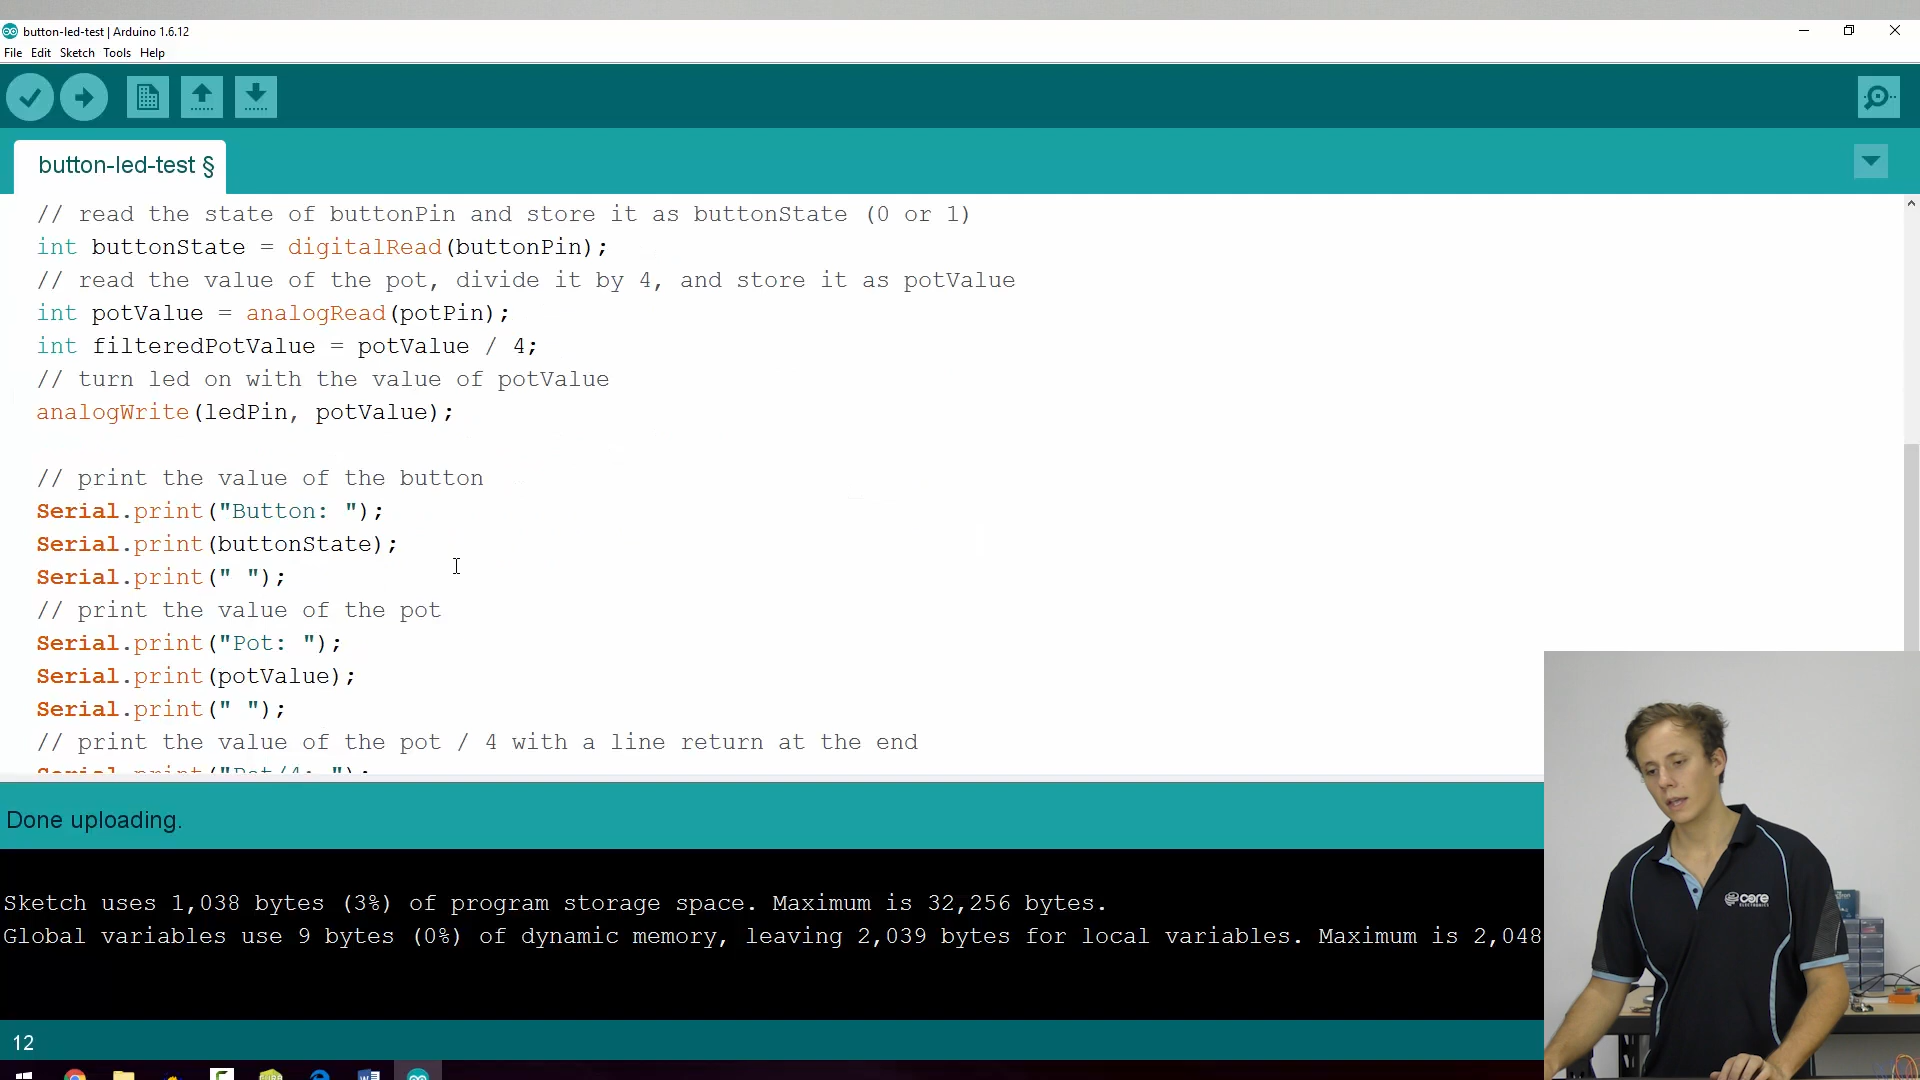 button-led-test | Arduino 1.6.12
File Edit Sketch Tools Help
button-led-test §
// read the state of buttonPin and store it as buttonState (0 or 1)
int buttonState = digitalRead(buttonPin);
// read the value of the pot, divide it by 4, and store it as potValue
int potValue = analogRead(potPin);
int filteredPotValue = potValue / 4;
// turn led on with the value of potValue
analogWrite(ledPin, potValue);
// print the value of the button
Serial.print("Button: ");
Serial.print(buttonState);
Serial.print(" ");
// print the value of the pot
Serial.print("Pot: ");
Serial.print(potValue);
Serial.print(" ");
// print the value of the pot / 4 with a line return at the end
Serial.print("Pot/4: ");
Done uploading.
Sketch uses 1,038 bytes (3%) of program storage space. Maximum is 32,256 bytes.
Global variables use 9 bytes (0%) of dynamic memory, leaving 2,039 bytes for local variables. Maximum is 2,048
12
core
ELECTRONICS